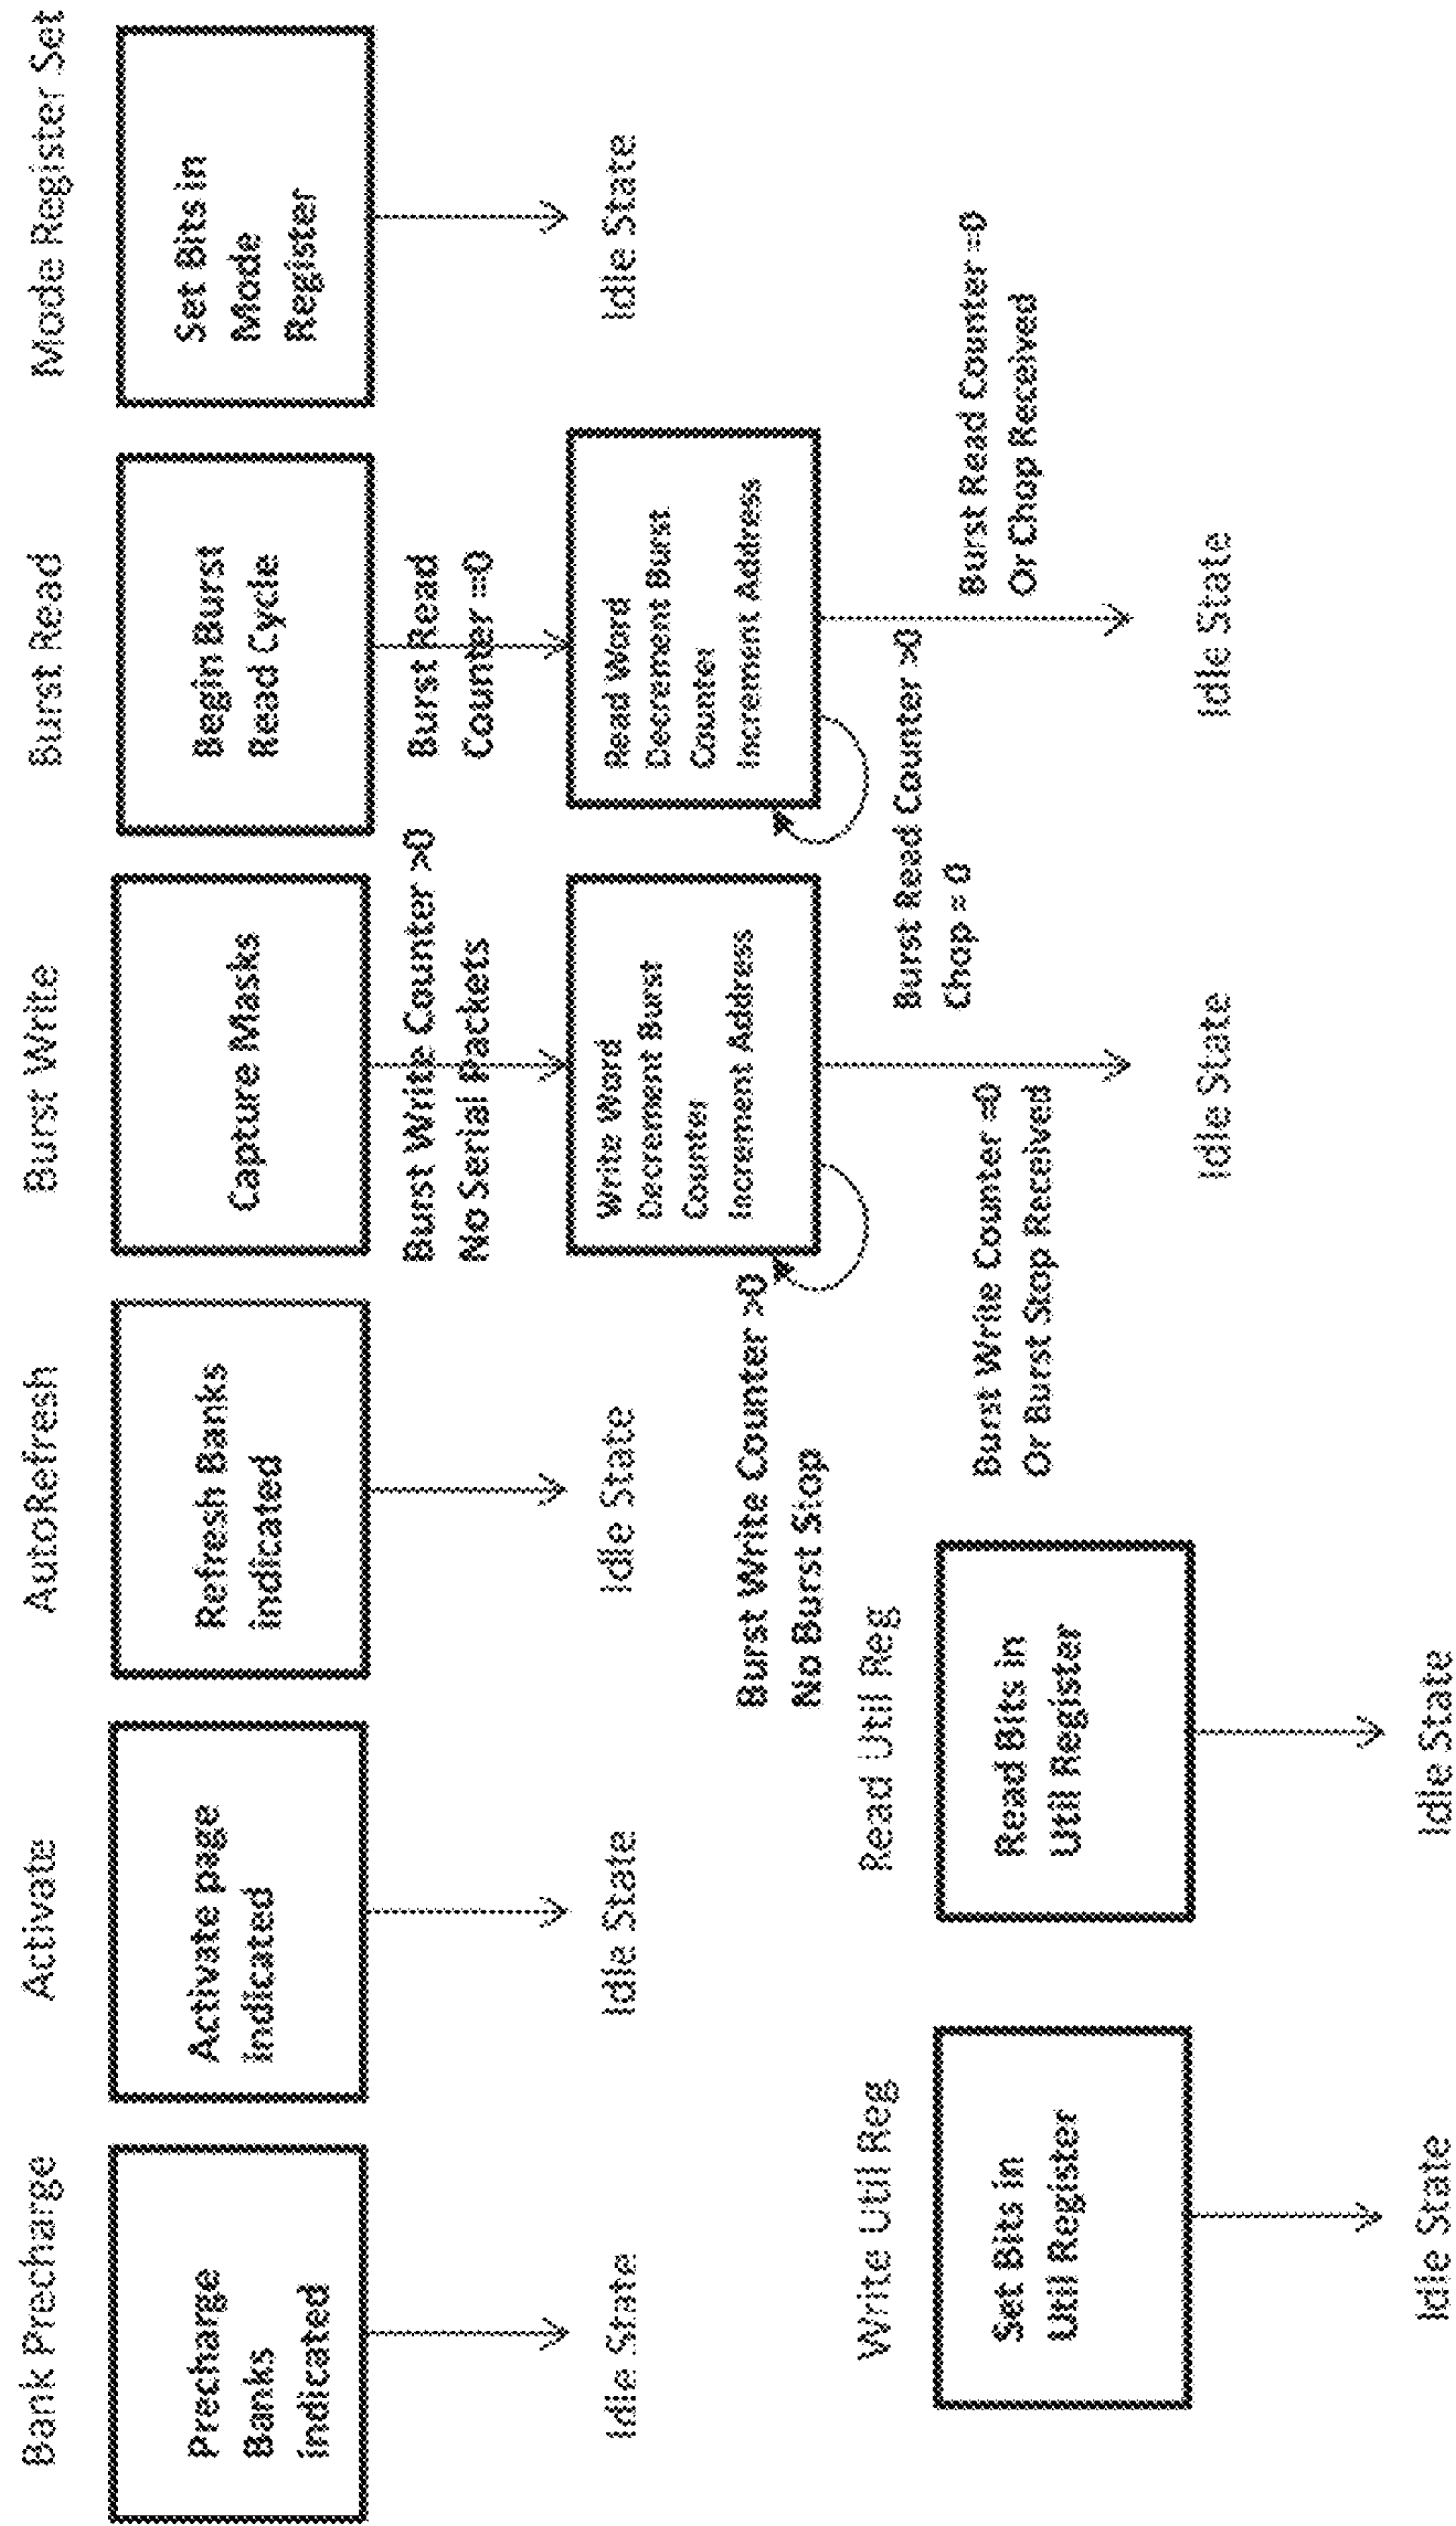 Bank Precharge
Precharge
Banks
indicated
Idle State
Activate
Activate page
indicated
Idle State
AutoRefresh
Refresh Banks
indicated
Idle State
Burst Write
Capture Masks
Burst Write Counter >0
No Serial Packets
Write Word
Decrement Burst
Counter
Increment Address
Burst Write Counter >0
No Burst Stop
Burst Write Counter =0
Or Burst Stop Received
Idle State
Burst Read
Begin Burst
Read Cycle
Burst Read
Counter =0
Read Word
Decrement Burst
Counter
Increment Address
Burst Read Counter >0
Chop = 0
Burst Read Counter =0
Or Chop Received
Idle State
Mode Register Set
Set Bits in
Mode
Register
Idle State
Write Util Reg
Set Bits in
Util Register
Idle State
Read Util Reg
Read Bits in
Util Register
Idle State